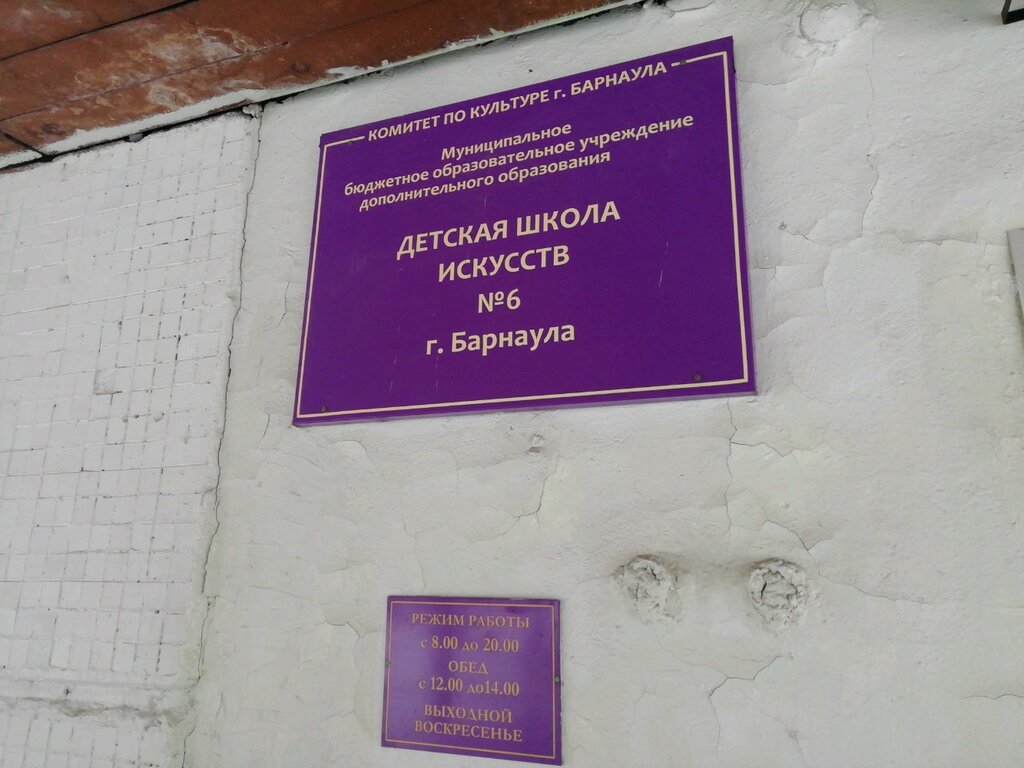 КОМИТЕТ ПО КУЛЬТУРЕ г. БАРНАУЛА
Муниципальное
бюджетное образовательное учреждение
дополнительного образования
ДЕТСКАЯ ШКОЛА
ИСКУССТВ
№6
г. Барнаула
РЕЖИМ РАБОТЫ
с 8.00 до 20.00
ОБЕД
с 12.00 до14.00
ВЫХОДНОЙ
ВОСКРЕСЕНЬЕ